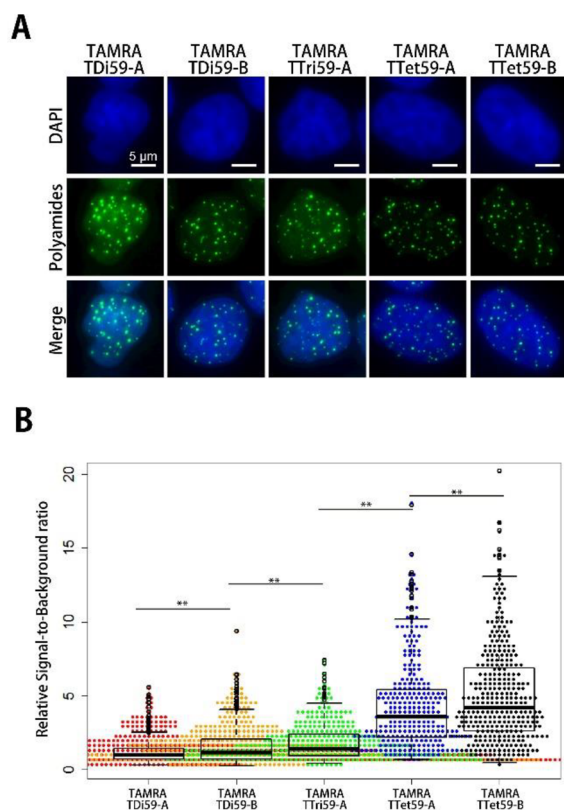 A
TAMRA TAMRA TAMRA TAMRA TAMRA
TDi59-A TDi59-B TTri59-A TTet59-A TTet59-B
DAPI
5 µm
Polyamides
Merge
B
Relative Signal-to-Background ratio
20
15
10
5
0
**
**
**
**
TAMRA TAMRA TAMRA TAMRA TAMRA
TDi59-A TDi59-B TTri59-A TTet59-A TTet59-B